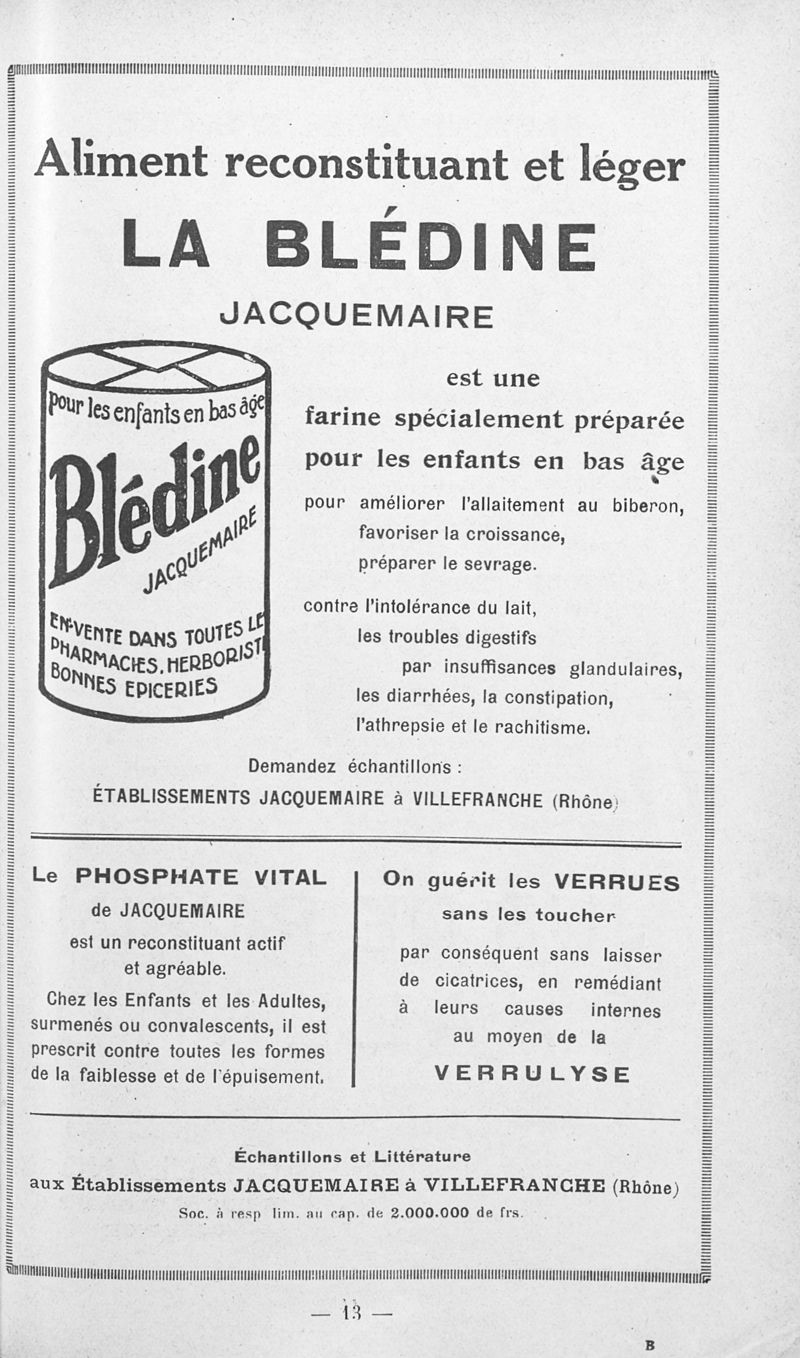 Aliment reconstituant et léger
LA BLÉDINE
JACQUEMAIRE
pour les enfants en bas âge
Blédine
JACQUEMAIRE
EN VENTE DANS TOUTES LE
PHARMACIES, HERBORIST
BONNES EPICERIES
est une
farine spécialement préparée
pour les enfants en bas âge
pour améliorer l'allaitement au biberon,
favoriser la croissance,
préparer le sevrage.
contre l'intolérance du lait,
les troubles digestifs
par insuffisances glandulaires,
les diarrhées, la constipation,
l'athrepsie et le rachitisme.
Demandez échantillons :
ÉTABLISSEMENTS JACQUEMAIRE à VILLEFRANCHE (Rhône)
Le PHOSPHATE VITAL
de JACQUEMAIRE
est un reconstituant actif
et agréable.
Chez les Enfants et les Adultes,
surmenés ou convalescents, il est
prescrit contre toutes les formes
de la faiblesse et de l'épuisement.
On guérit les VERRUES
sans les toucher
par conséquent sans laisser
de cicatrices, en remédiant
à leurs causes internes
au moyen de la
VERRULYSE
Échantillons et Littérature
aux Établissements JACQUEMAIRE à VILLEFRANCHE (Rhône)
Soc. à resp lim. au cap. de 2.000.000 de frs.
— 13 —
B